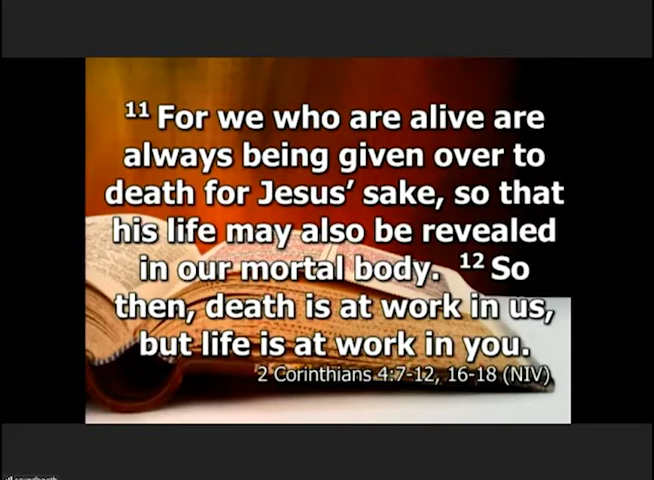 ¹¹ For we who are alive are
always being given over to
death for Jesus’ sake, so that
his life may also be revealed
in our mortal body. ¹² So
then, death is at work in us,
but life is at work in you.
2 Corinthians 4:7-12, 16-18 (NIV)